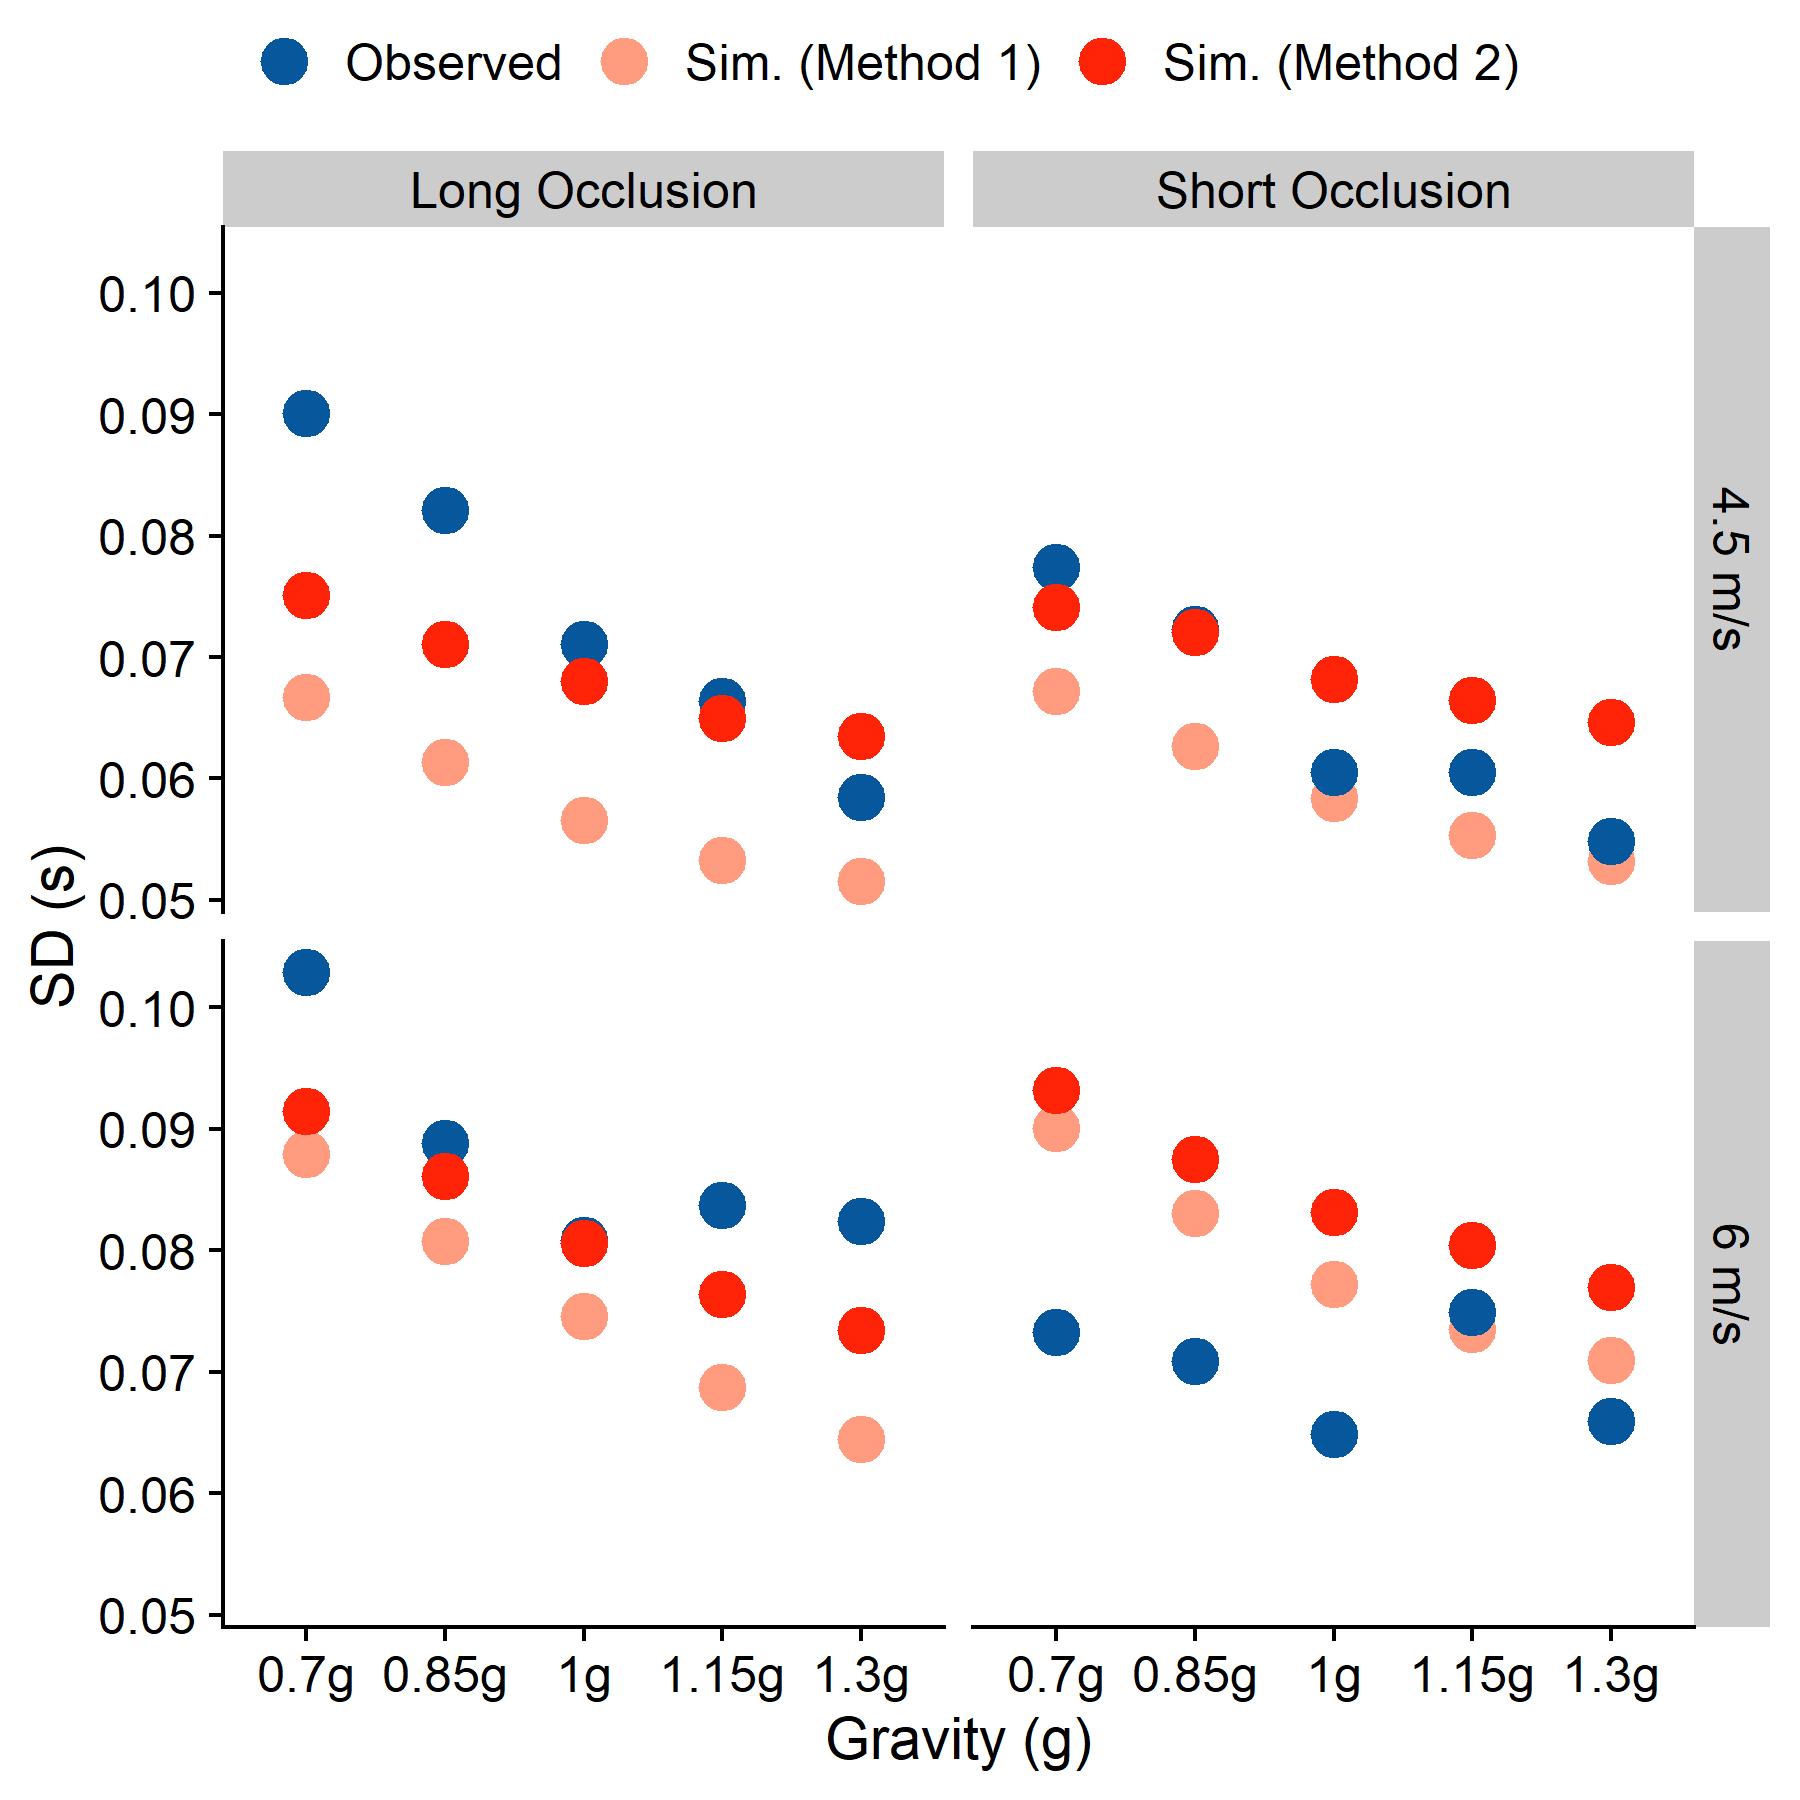 Observed Sim. (Method 1) Sim. (Method 2)
Long Occlusion Short Occlusion
0.10
0.09
0.08
0.07
0.06
0.05
4.5 m/s
SD (s)
0.10
0.09
0.08
0.07
0.06
0.05
6 m/s
0.7g 0.85g 1g 1.15g 1.3g 0.7g 0.85g 1g 1.15g 1.3g
Gravity (g)